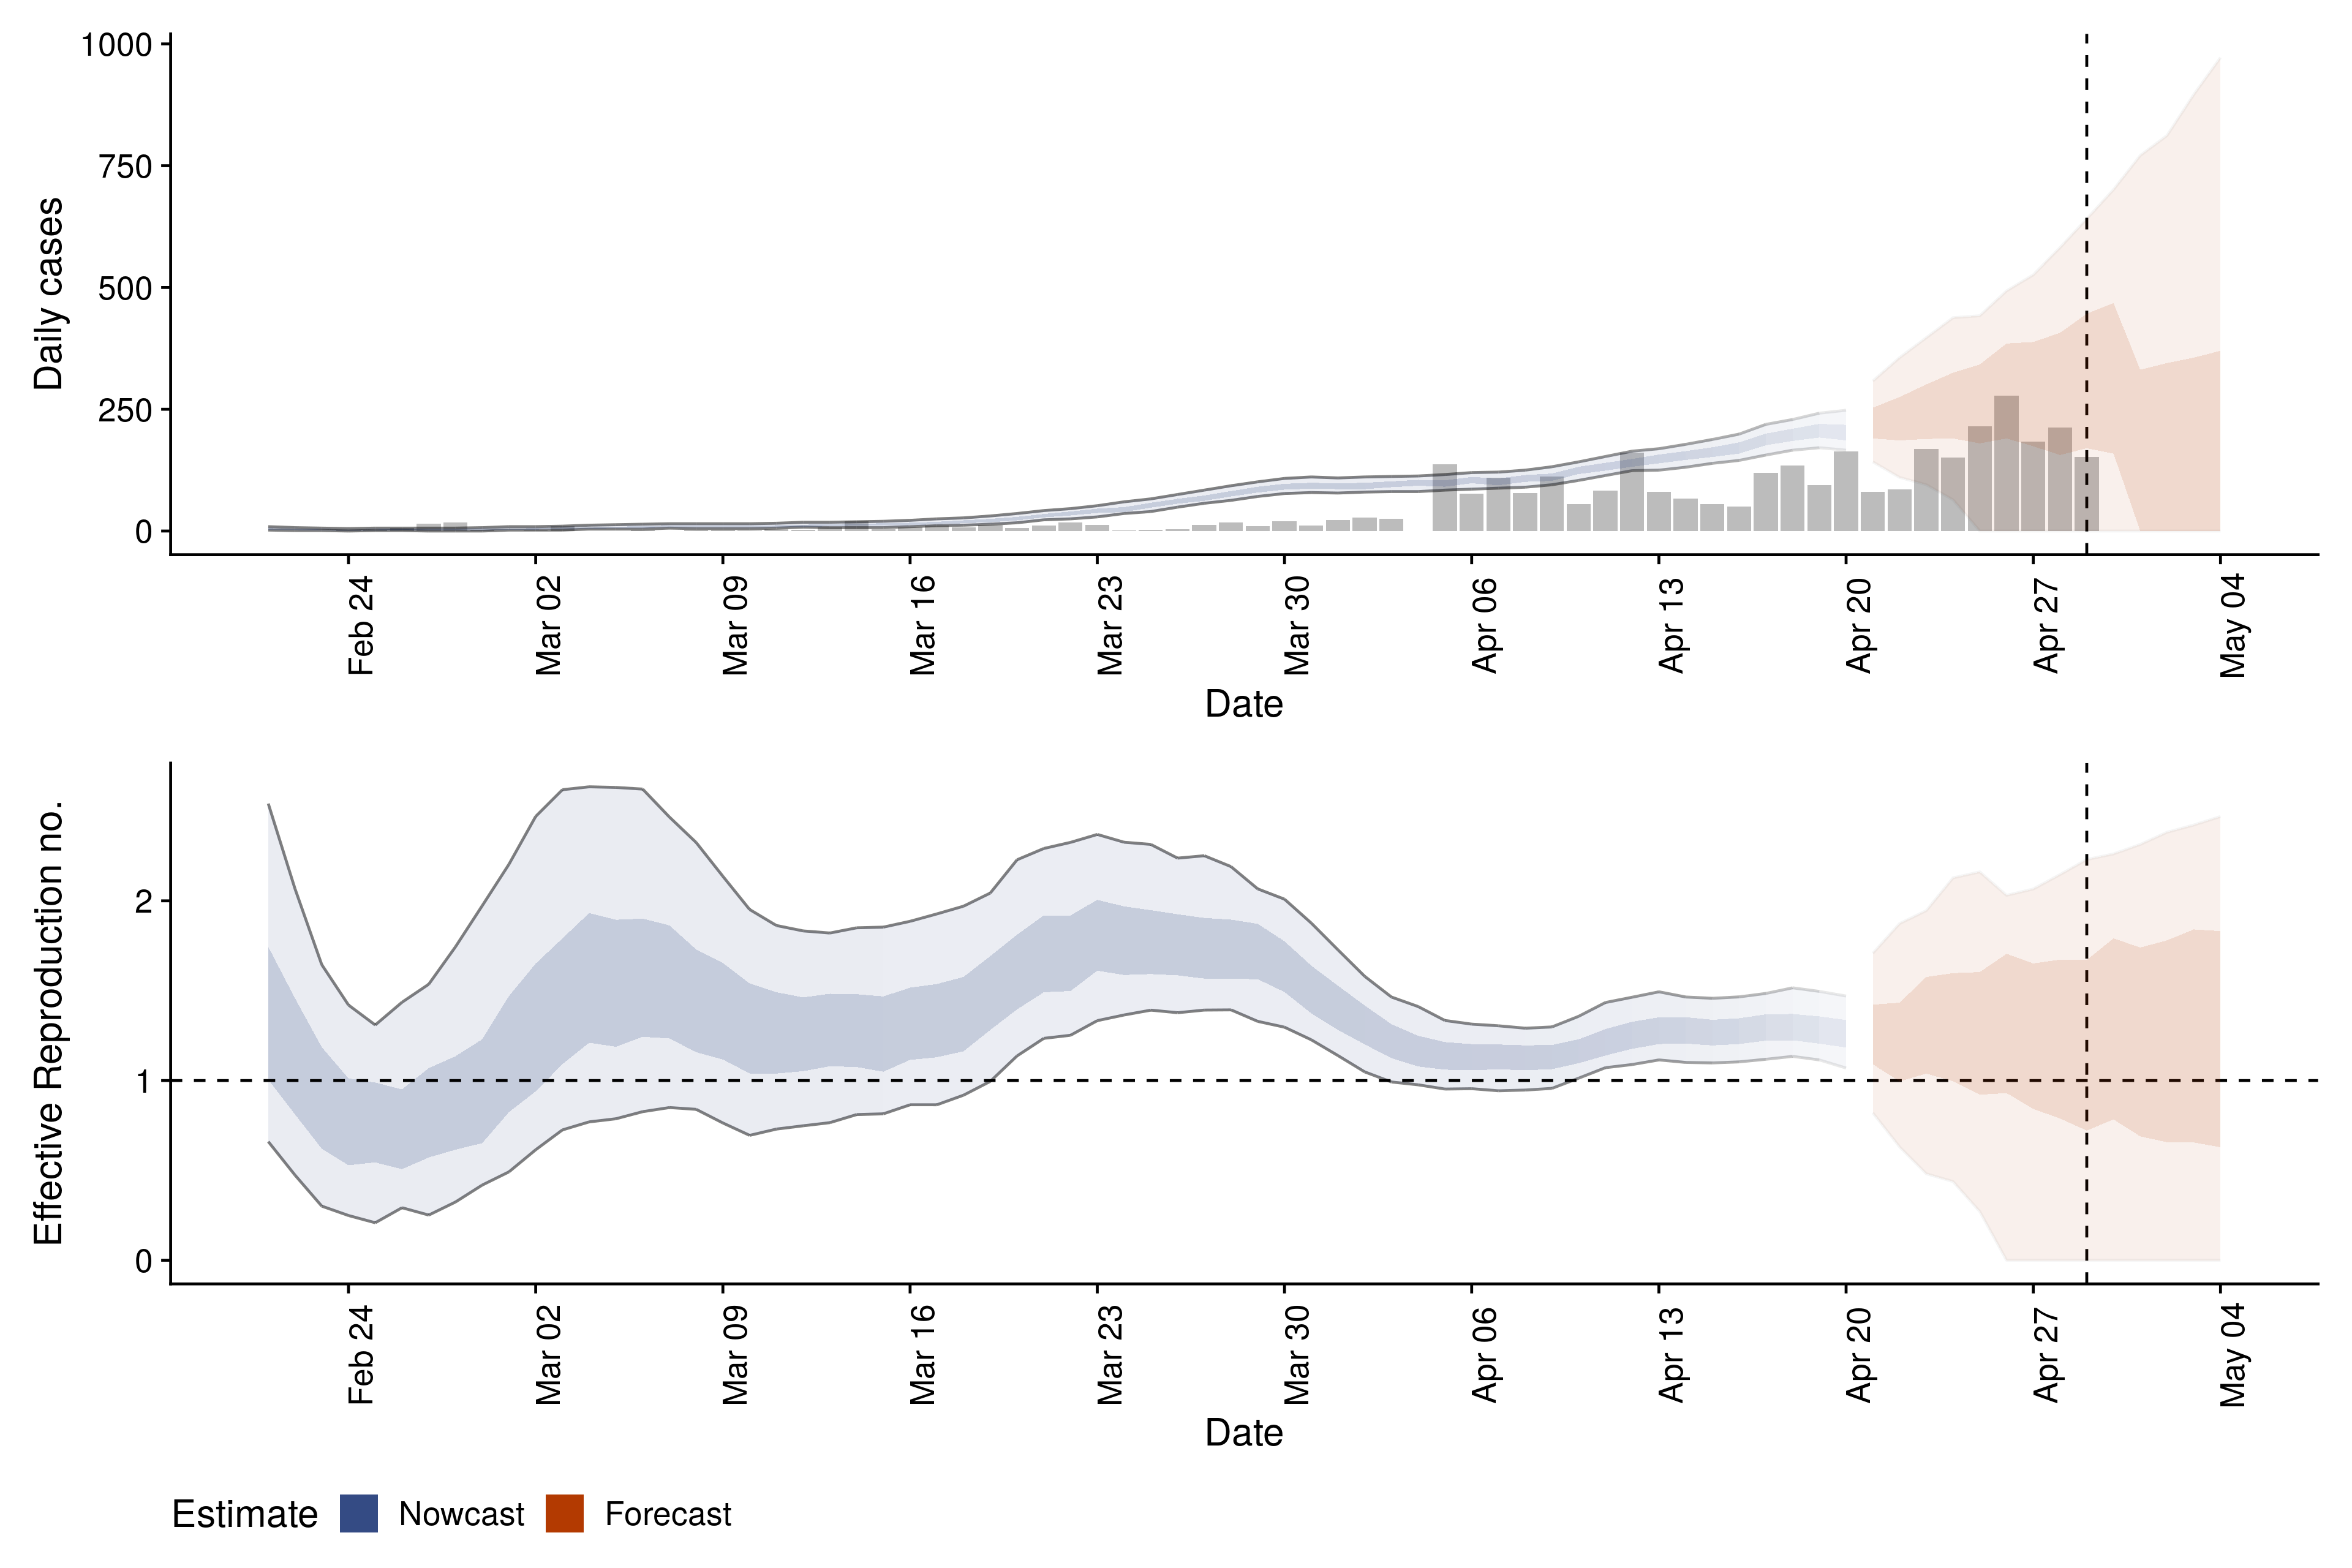 Daily cases
1000
750
500
250
0
Feb 24
Mar 02
Mar 09
Mar 16
Mar 23
Mar 30
Apr 06
Apr 13
Apr 20
Apr 27
May 04
Date
Effective Reproduction no.
2
1
0
Feb 24
Mar 02
Mar 09
Mar 16
Mar 23
Mar 30
Apr 06
Apr 13
Apr 20
Apr 27
May 04
Date
Estimate Nowcast Forecast